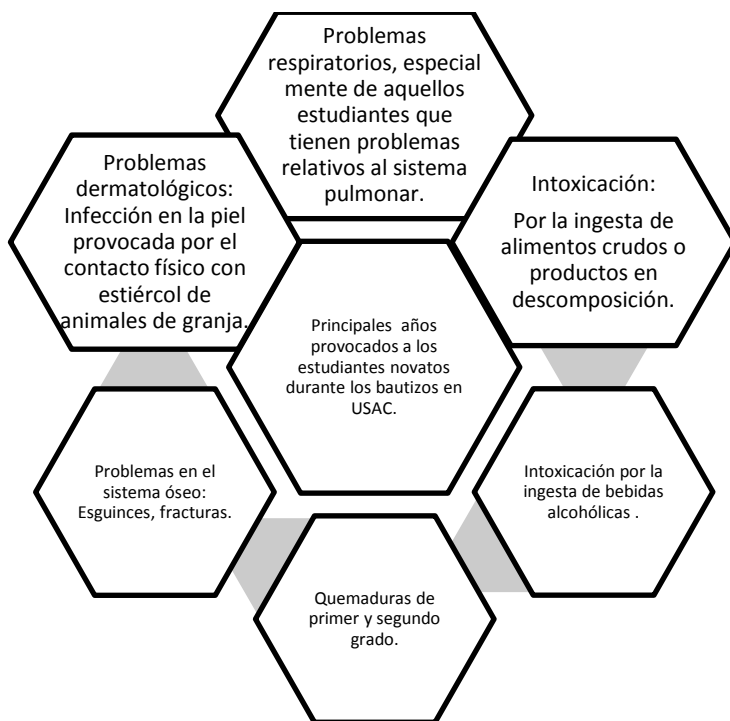 Problemas
respiratorios, especial
mente de aquellos
estudiantes que
tienen problemas
relativos al sistema
pulmonar.
Intoxicación:
Por la ingesta de
alimentos crudos o
productos en
descomposición.
Intoxicación por la
ingesta de bebidas
alcohólicas .
Quemaduras de
primer y segundo
grado.
Problemas en el
sistema óseo:
Esguinces, fracturas.
Problemas
dermatológicos:
Infección en la piel
provocada por el
contacto físico con
estiércol de
animales de granja.
Principales años
provocados a los
estudiantes novatos
durante los bautizos en
USAC.